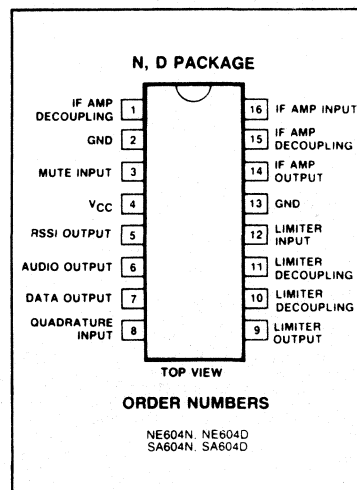 N, D PACKAGE
IF AMP
DECOUPLING
1
GND
2
MUTE INPUT
3
VCC
4
RSSI OUTPUT
5
AUDIO OUTPUT
6
DATA OUTPUT
7
QUADRATURE
INPUT
8
16
IF AMP INPUT
15
IF AMP
DECOUPLING
14
IF AMP
OUTPUT
13
GND
12
LIMITER
INPUT
11
LIMITER
DECOUPLING
10
LIMITER
DECOUPLING
9
LIMITER
OUTPUT
TOP VIEW
ORDER NUMBERS
NE604N, NE604D
SA604N, SA604D